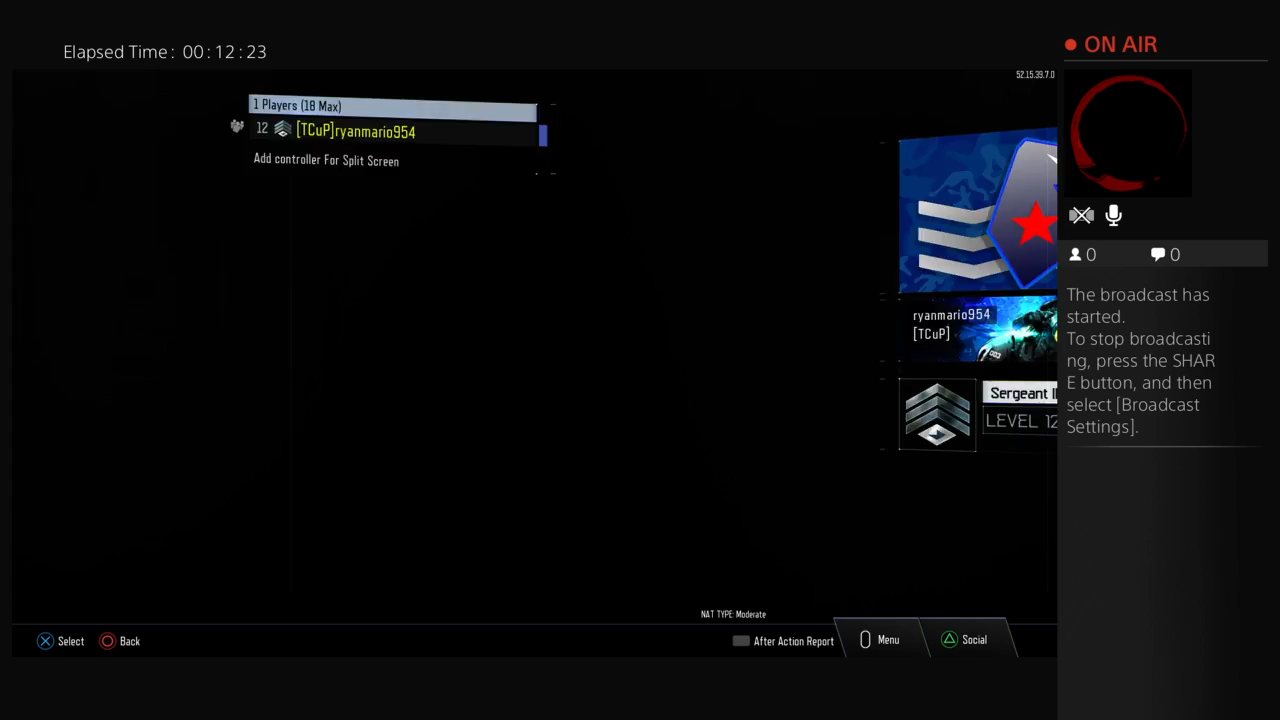 Elapsed Time: 00:12:23
ON AIR
52.15.39.7.0
1 Players (18 Max)
12 [TCuP]ryanmario954
Add controller For Split Screen
0 0
ryanmario954
[TCuP]
The broadcast has
started.
To stop broadcasti
ng, press the SHAR
E button, and then
select [Broadcast
Settings].
Sergeant
LEVEL 12
NAT TYPE: Moderate
Select Back After Action Report Menu Social